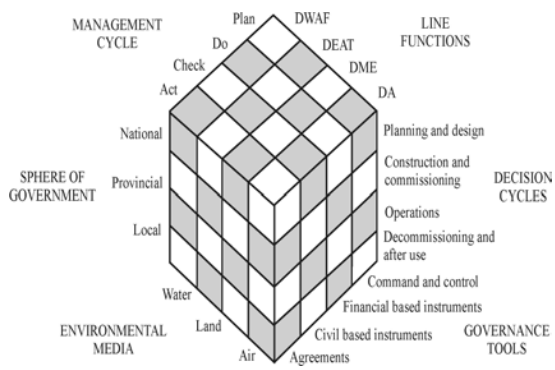 MANAGEMENT
CYCLE
Plan
Do
Check
Act
DWAF
DEAT
DME
DA
LINE
FUNCTIONS
National
Provincial
Local
SPHERE OF
GOVERNMENT
Planning and design
Construction and
commissioning
Operations
Decommissioning and
after use
DECISION
CYCLES
Water
Land
Air
ENVIRONMENTAL
MEDIA
Command and control
Financial based instruments
Civil based instruments
Agreements
GOVERNANCE
TOOLS